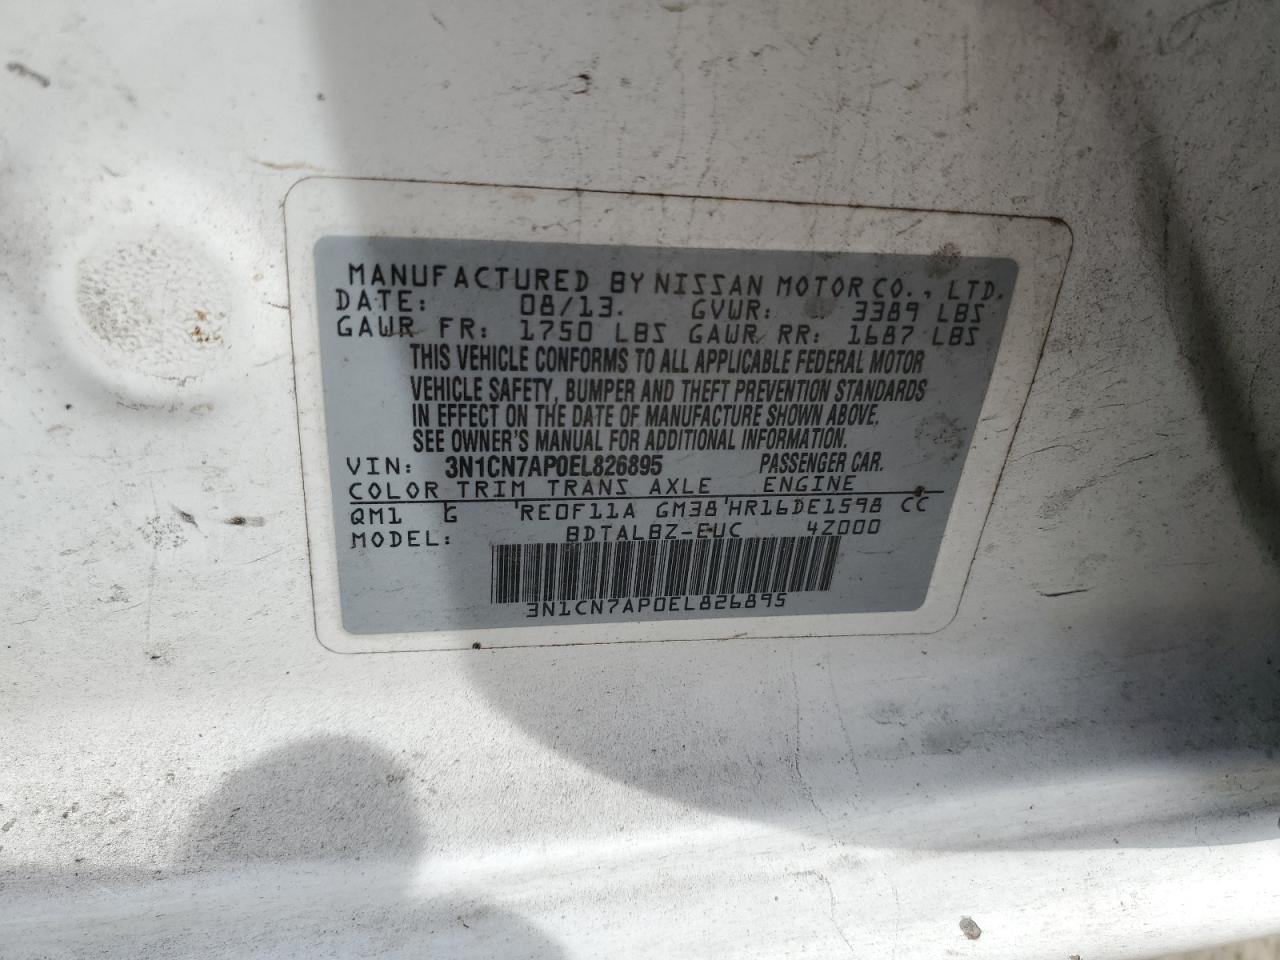 MANUFACTURED BY NISSAN MOTOR CO., LTD.
DATE: 08/13. GVWR: 3389 LBS
GAWR FR: 1750 LBS GAWR RR: 1687 LBS
THIS VEHICLE CONFORMS TO ALL APPLICABLE FEDERAL MOTOR
VEHICLE SAFETY, BUMPER AND THEFT PREVENTION STANDARDS
IN EFFECT ON THE DATE OF MANUFACTURE SHOWN ABOVE.
SEE OWNER'S MANUAL FOR ADDITIONAL INFORMATION.
VIN: 3N1CN7AP0EL826895 PASSENGER CAR.
COLOR TRIM TRANS AXLE ENGINE
QM1 G RE0F11A GM38 HR16DE1598 CC
MODEL: BDTALBZ-EUC 4Z000
3N1CN7AP0EL826895